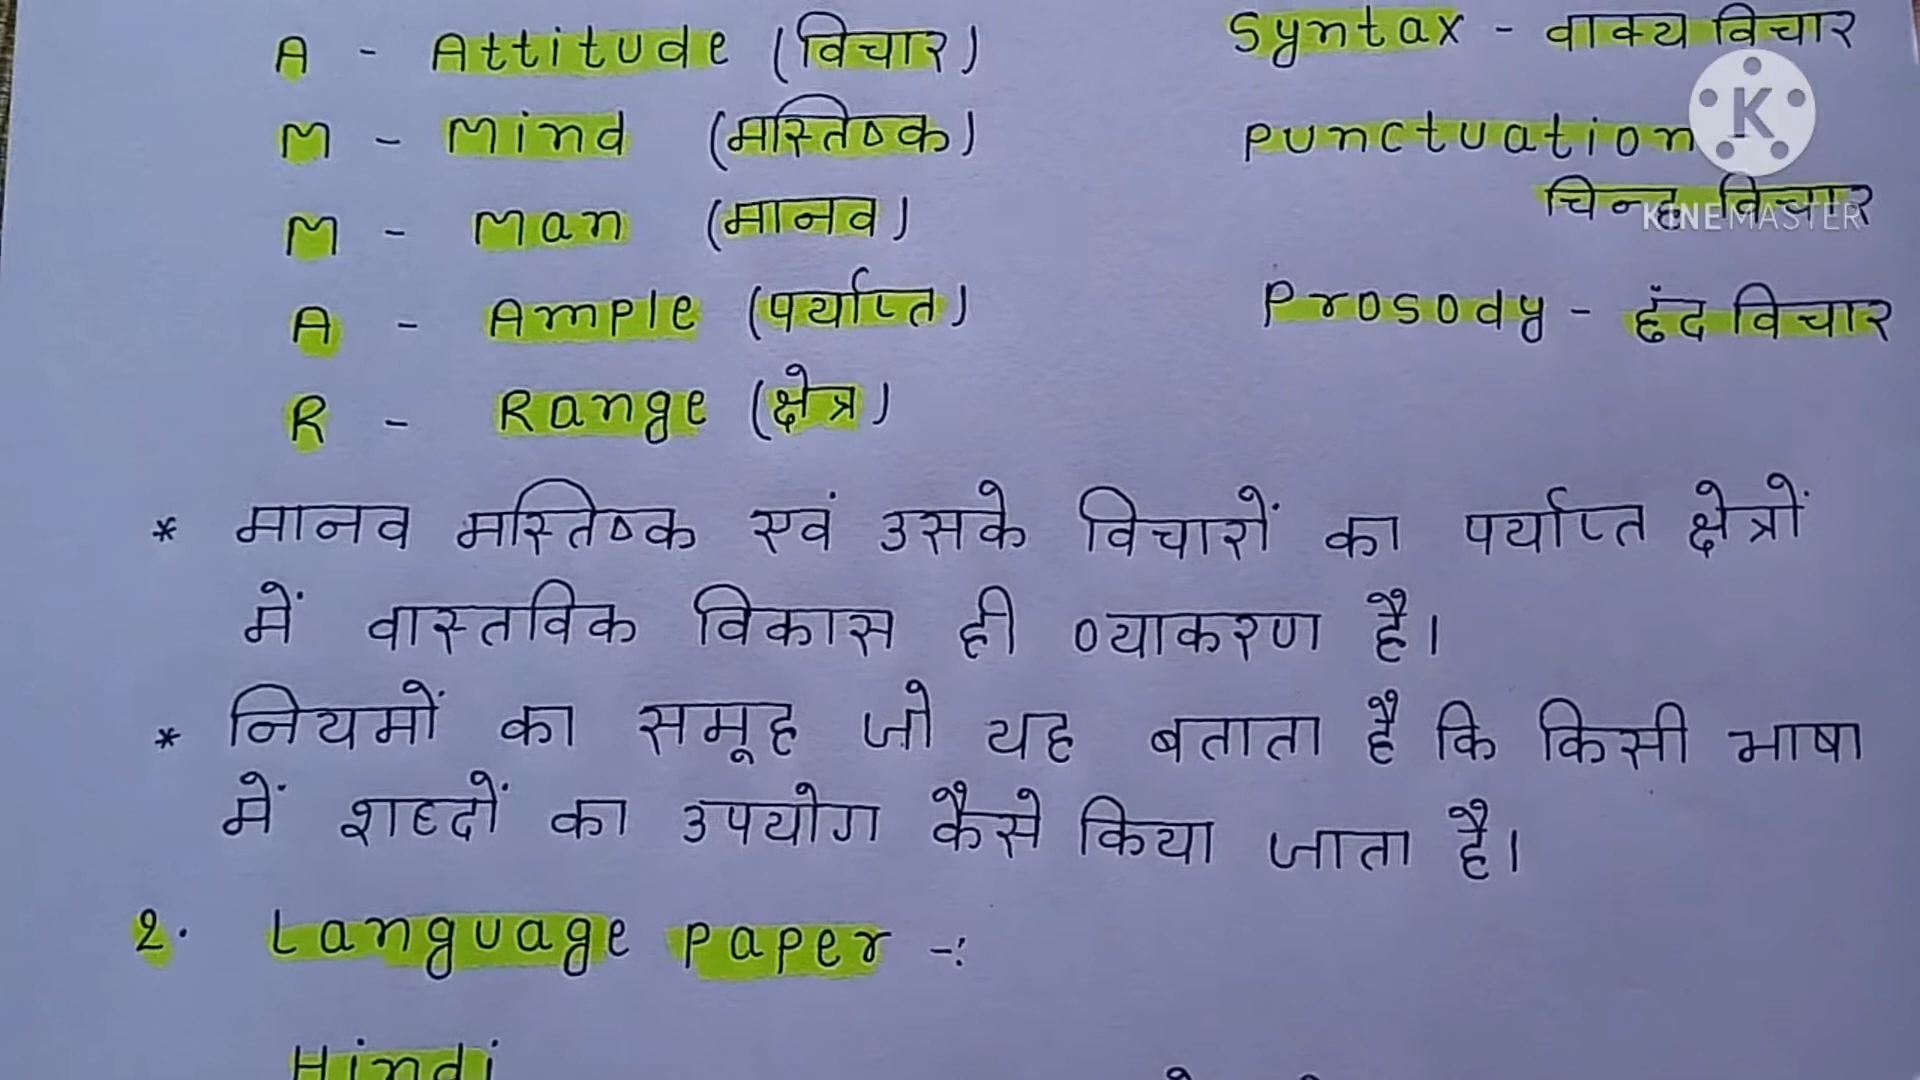 A - Attitude (विचार)
M - Mind (मस्तिष्क)
M - Man (मानव)
A - Ample (पर्याप्त)
R - Range (क्षेत्र)
Syntax - वाक्य विचार
Punctuation
चिन्ह विचार
Prosody - छंद विचार
K
KINEMASTER
* मानव मस्तिष्क एवं उसके विचारों का पर्याप्त क्षेत्रों
में वास्तविक विकास ही व्याकरण है।
* नियमों का समूह जो यह बताता है कि किसी भाषा
में शब्दों का उपयोग कैसे किया जाता है।
2. Language Paper -:
Hindi